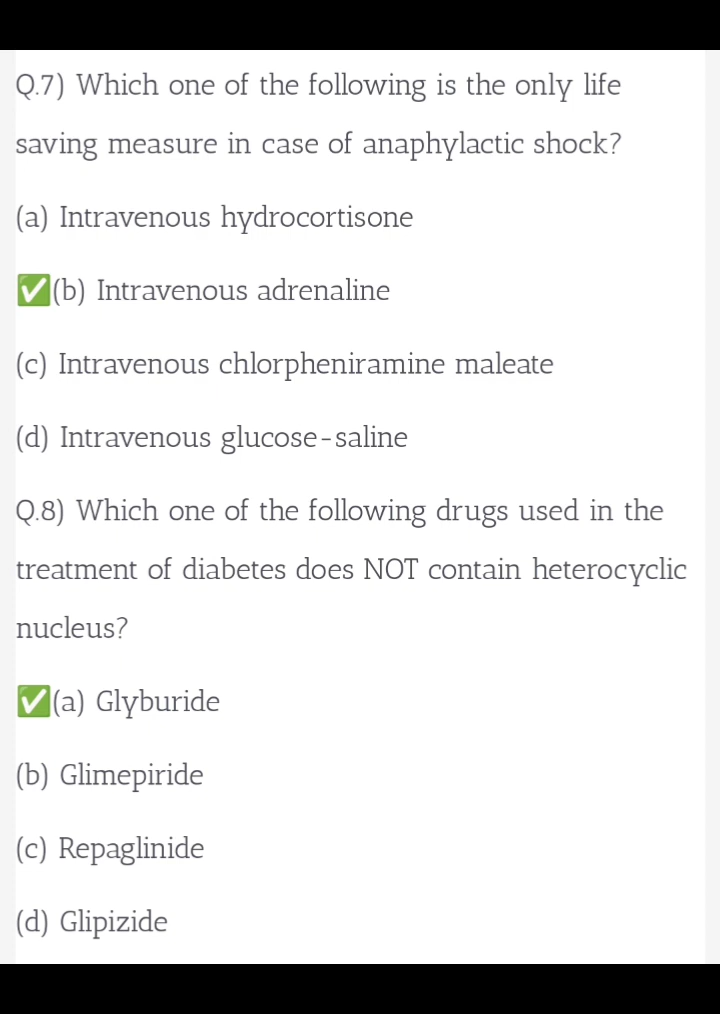 Q.7) Which one of the following is the only life
saving measure in case of anaphylactic shock?
(a) Intravenous hydrocortisone
✅(b) Intravenous adrenaline
(c) Intravenous chlorpheniramine maleate
(d) Intravenous glucose-saline
Q.8) Which one of the following drugs used in the
treatment of diabetes does NOT contain heterocyclic
nucleus?
✅(a) Glyburide
(b) Glimepiride
(c) Repaglinide
(d) Glipizide